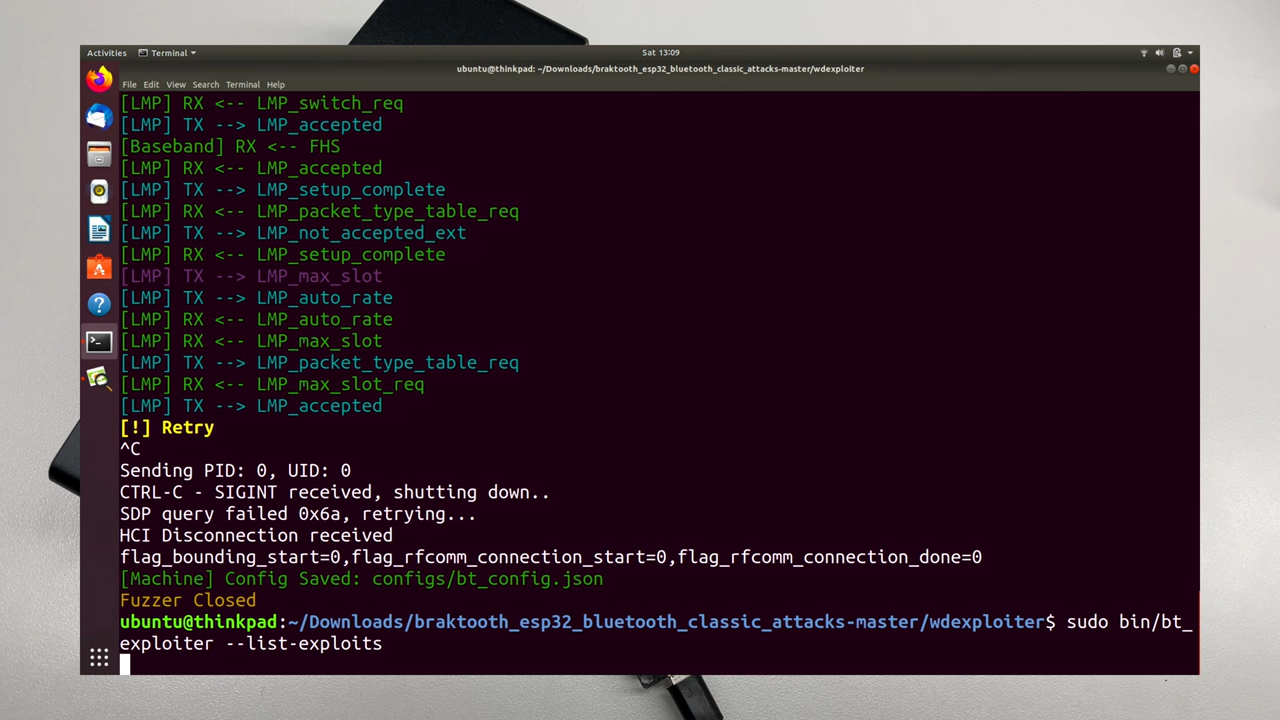 Activities Terminal Sat 13:09
ubuntu@thinkpad: ~/Downloads/braktooth_esp32_bluetooth_classic_attacks-master/wdexploiter
File Edit View Search Terminal Help
[LMP] RX <-- LMP_switch_req
[LMP] TX --> LMP_accepted
[Baseband] RX <-- FHS
[LMP] RX <-- LMP_accepted
[LMP] TX --> LMP_setup_complete
[LMP] RX <-- LMP_packet_type_table_req
[LMP] TX --> LMP_not_accepted_ext
[LMP] RX <-- LMP_setup_complete
[LMP] TX --> LMP_max_slot
[LMP] TX --> LMP_auto_rate
[LMP] RX <-- LMP_auto_rate
[LMP] RX <-- LMP_max_slot
[LMP] TX --> LMP_packet_type_table_req
[LMP] RX <-- LMP_max_slot_req
[LMP] TX --> LMP_accepted
[!] Retry
^C
Sending PID: 0, UID: 0
CTRL-C - SIGINT received, shutting down..
SDP query failed 0x6a, retrying...
HCI Disconnection received
flag_bounding_start=0,flag_rfcomm_connection_start=0,flag_rfcomm_connection_done=0
[Machine] Config Saved: configs/bt_config.json
Fuzzer Closed
ubuntu@thinkpad:~/Downloads/braktooth_esp32_bluetooth_classic_attacks-master/wdexploiter$ sudo bin/bt_
exploiter --list-exploits